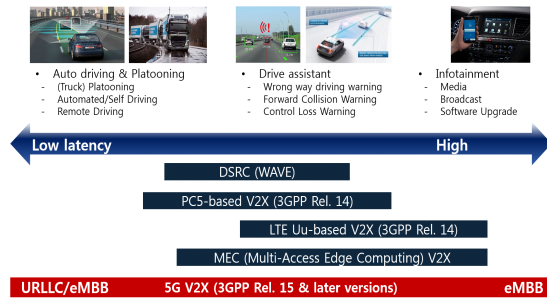 • Auto driving & Platooning
- (Truck) Platooning
- Automated/Self Driving
- Remote Driving
• Drive assistant
- Wrong way driving warning
- Forward Collision Warning
- Control Loss Warning
• Infotainment
- Media
- Broadcast
- Software Upgrade
Low latency High
DSRC (WAVE)
PC5-based V2X (3GPP Rel. 14)
LTE Uu-based V2X (3GPP Rel. 14)
MEC (Multi-Access Edge Computing) V2X
URLLC/eMBB 5G V2X (3GPP Rel. 15 & later versions) eMBB